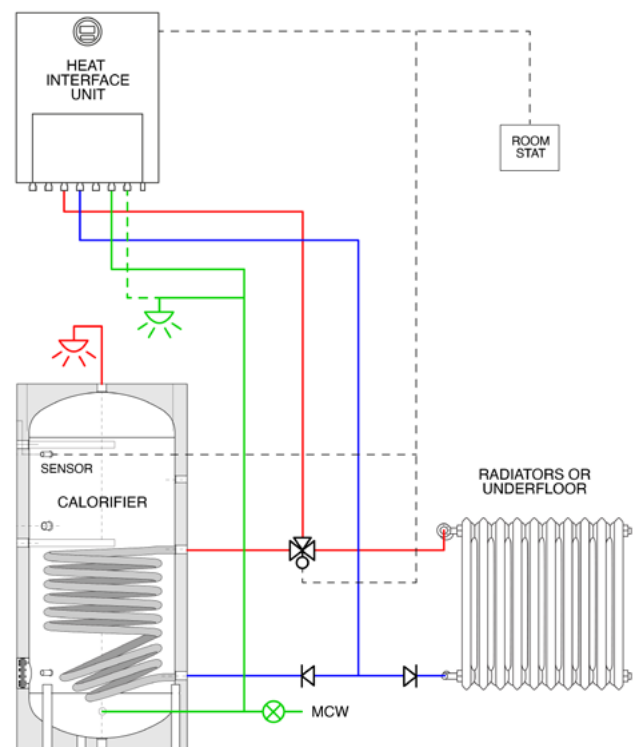 HEAT
INTERFACE
UNIT
ROOM
STAT
SENSOR
CALORIFIER
RADIATORS OR
UNDERFLOOR
MCW